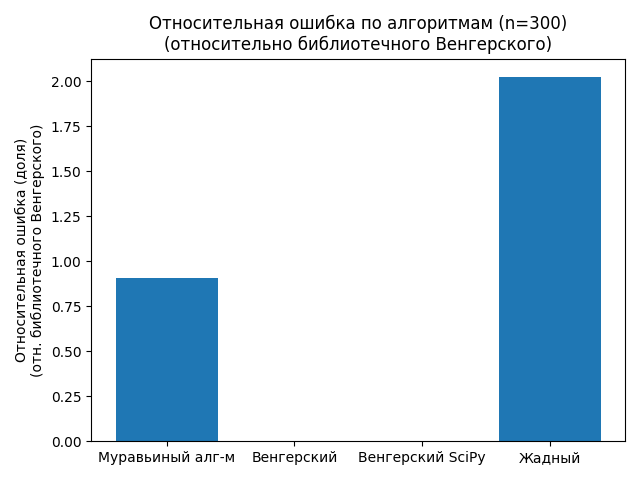 Относительная ошибка по алгоритмам (n=300)
(относительно библиотечного Венгерского)
Относительная ошибка (доля)
(отн. библиотечного Венгерского)
2.00
1.75
1.50
1.25
1.00
0.75
0.50
0.25
0.00
Муравьиный алг-м
Венгерский
Венгерский SciPy
Жадный